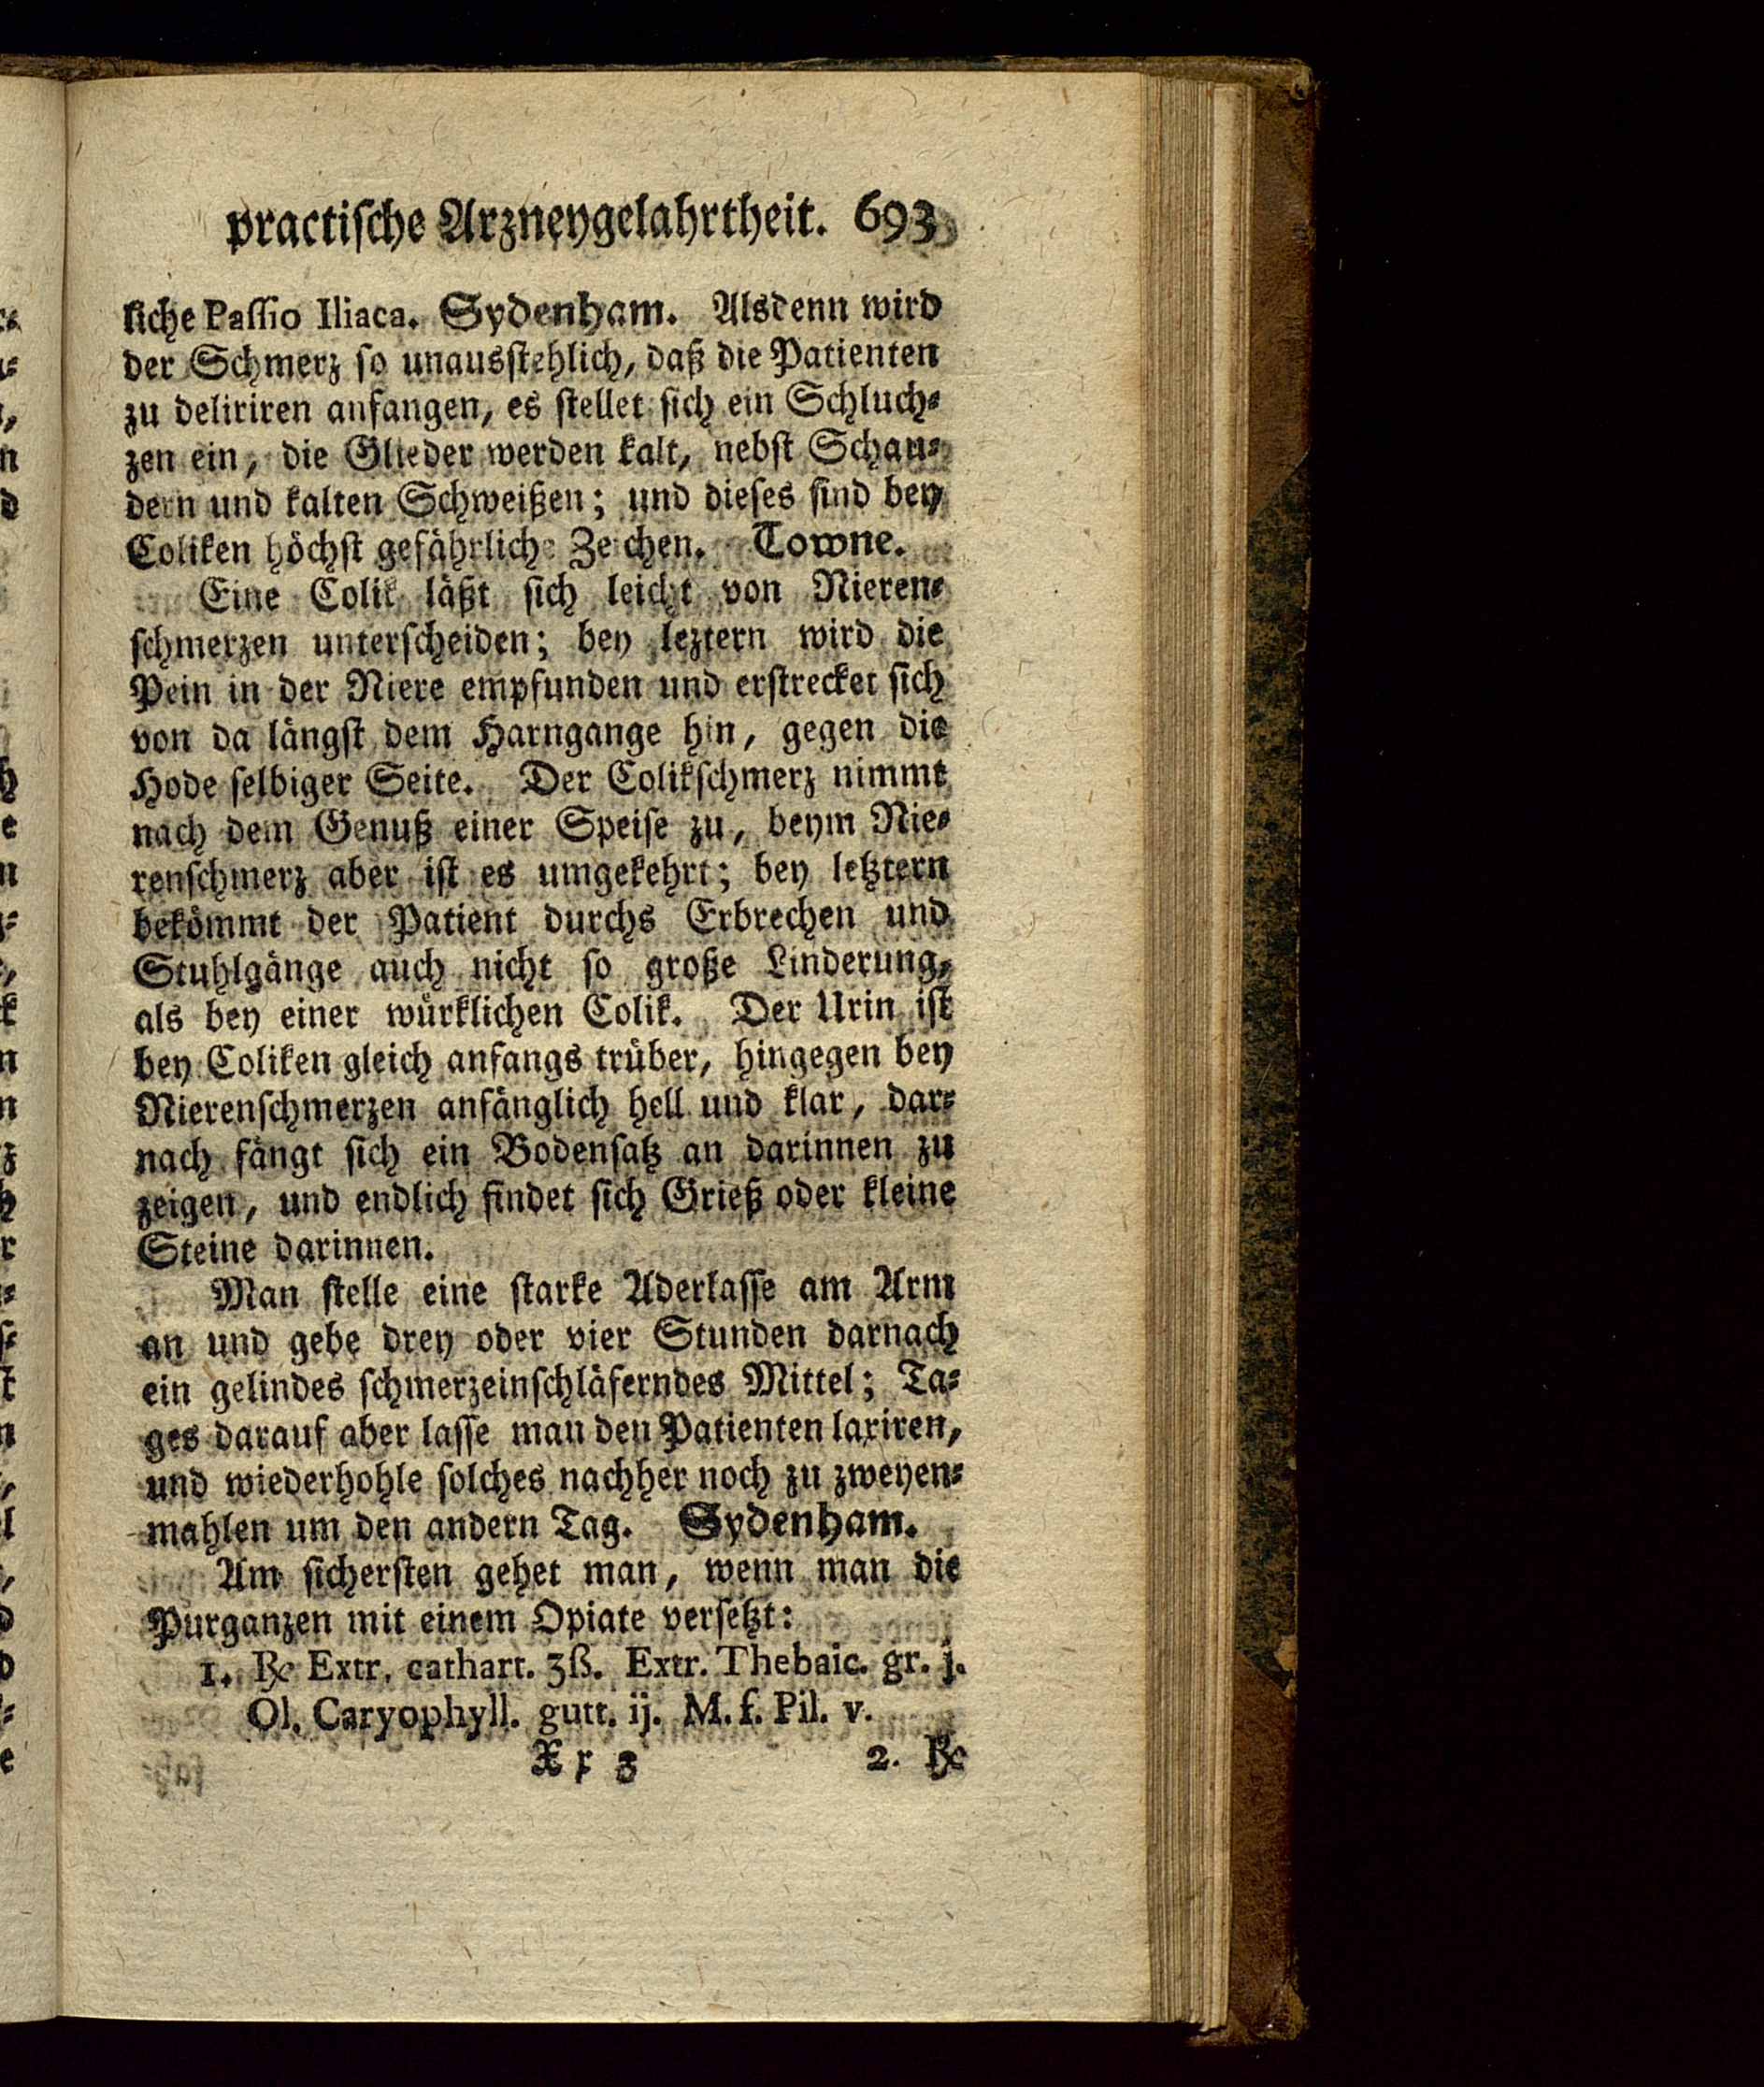 practische Arzneygelahrtheit. 693
liche Passio Iliaca. Sydenham. Alsdenn wird
der Schmerz so unausstehlich, daß die Patienten
zu deliriren anfangen, es stellet sich ein Schluch⸗
zen ein, die Glieder werden kalt, nebst Schau⸗
dern und kalten Schweißen; und dieses sind bey
Coliken höchst gefährliche Zeichen. Towne.
Eine Colik läßt sich leicht von Nieren⸗
schmerzen unterscheiden; bey leztern wird die
Pein in der Niere empfunden und erstrecket sich
von da längst dem Harngange hin, gegen die
Hode selbiger Seite. Der Colikschmerz nimmt
nach dem Genuß einer Speise zu, beym Nie⸗
renschmerz aber ist es umgekehrt; bey letztern
bekömmt der Patient durchs Erbrechen und
Stuhlgänge auch nicht so große Linderung,
als bey einer würklichen Colik. Der Urin ist
bey Coliken gleich anfangs trüber, hingegen bey
Nierenschmerzen anfänglich hell und klar, dar⸗
nach fängt sich ein Bodensatz an darinnen zu
zeigen, und endlich findet sich Grieß oder kleine
Steine darinnen.
Man stelle eine starke Aderlasse am Arm
an und gebe drey oder vier Stunden darnach
ein gelindes schmerzeinschläferndes Mittel; Ta⸗
ges darauf aber lasse man den Patienten laxiren,
und wiederhohle solches nachher noch zu zweyen⸗
mahlen um den andern Tag. Sydenham.
Am sichersten gehet man, wenn man die
Purganzen mit einem Opiate versetzt:
1. ℞ Extr. cathart. ʒß. Extr. Thebaic. gr. j.
Ol. Caryophyll. gutt. ij. M. f. Pil. v.
X x 3 2. ℞